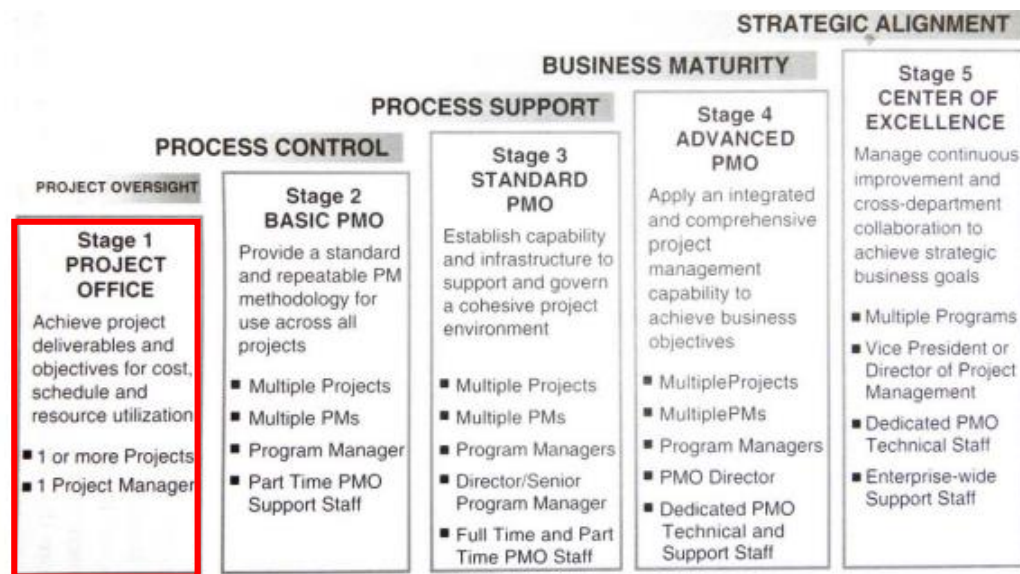 STRATEGIC ALIGNMENT
BUSINESS MATURITY
PROCESS SUPPORT
PROCESS CONTROL
PROJECT OVERSIGHT
Stage 1
PROJECT
OFFICE
Achieve project
deliverables and
objectives for cost,
schedule and
resource utilization
■ 1 or more Projects
■ 1 Project Manager
Stage 2
BASIC PMO
Provide a standard
and repeatable PM
methodology for
use across all
projects
■ Multiple Projects
■ Multiple PMs
■ Program Manager
■ Part Time PMO
Support Staff
Stage 3
STANDARD
PMO
Establish capability
and infrastructure to
support and govern
a cohesive project
environment
■ Multiple Projects
■ Multiple PMs
■ Program Managers
■ Director/Senior
Program Manager
■ Full Time and Part
Time PMO Staff
Stage 4
ADVANCED
PMO
Apply an integrated
and comprehensive
project
management
capability to
achieve business
objectives
■ MultipleProjects
■ MultiplePMs
■ Program Managers
■ PMO Director
■ Dedicated PMO
Technical and
Support Staff
Stage 5
CENTER OF
EXCELLENCE
Manage continuous
improvement and
cross-department
collaboration to
achieve strategic
business goals
■ Multiple Programs
■ Vice President or
Director of Project
Management
■ Dedicated PMO
Technical Staff
■ Enterprise-wide
Support Staff